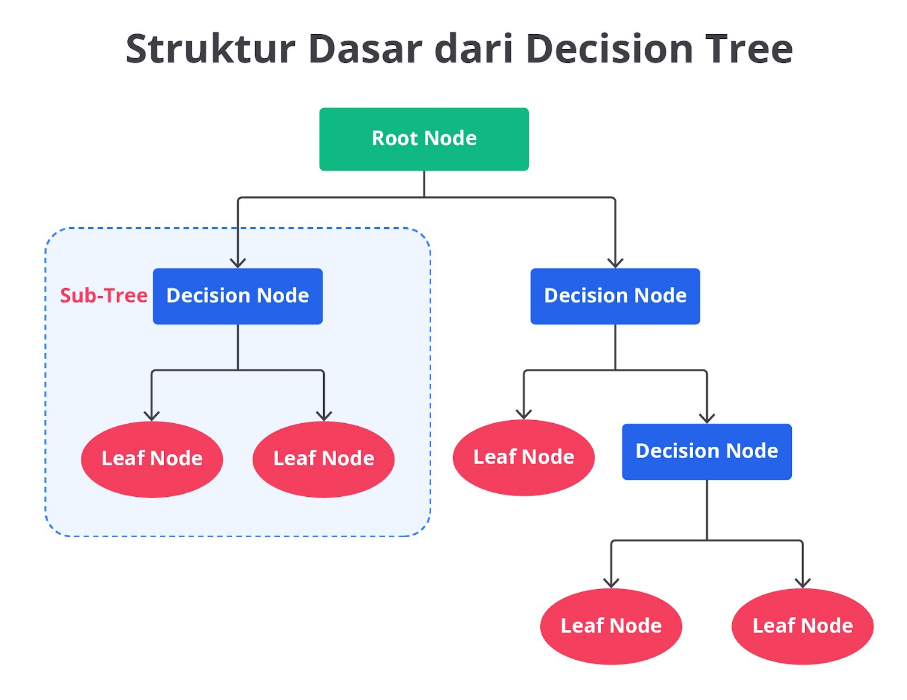 Struktur Dasar dari Decision Tree
Root Node
Sub-Tree
Decision Node
Decision Node
Leaf Node
Leaf Node
Leaf Node
Decision Node
Leaf Node
Leaf Node